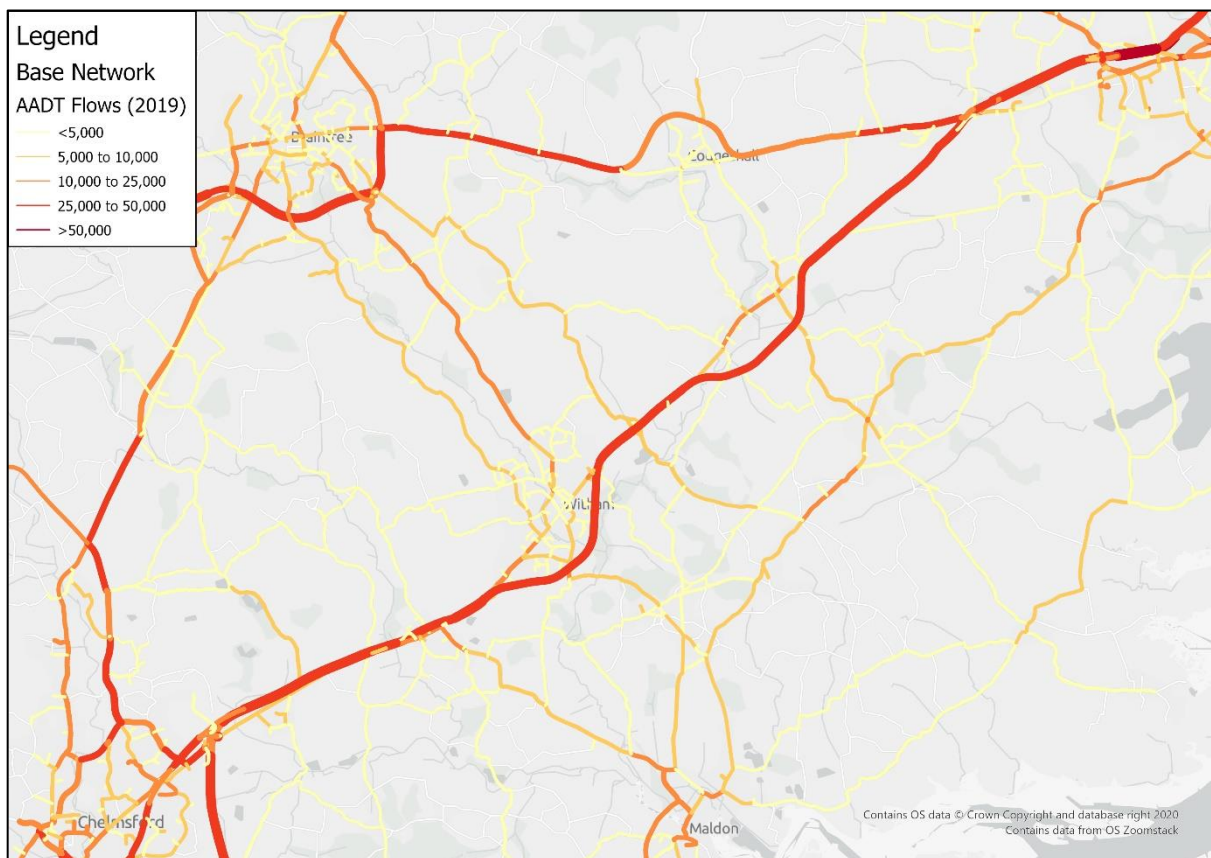 Legend
Base Network
AADT Flows (2019)
<5,000
5,000 to 10,000
10,000 to 25,000
25,000 to 50,000
>50,000
Braintree
Coggeshall
Witham
Chelmsford
Maldon
Contains OS data © Crown Copyright and database right 2020
Contains data from OS Zoomstack